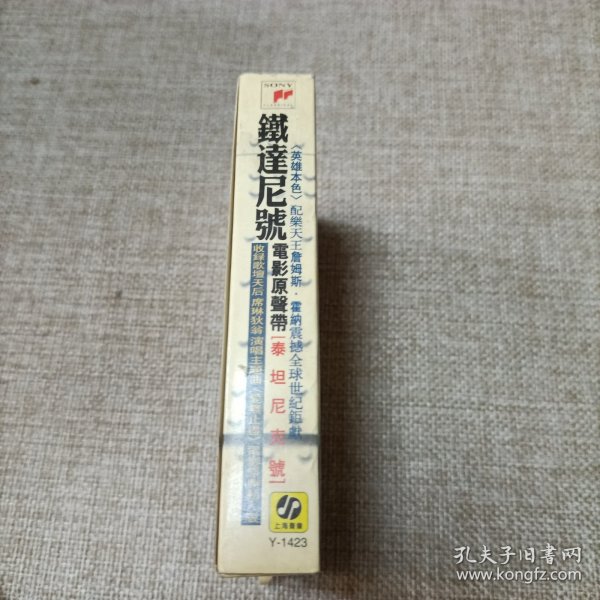 SONY
CLASSICAL
鐵達尼號
電影原聲帶
[泰坦尼克號]
〈英雄本色〉配樂天王詹姆斯·霍納震撼全球世紀鉅獻
收錄歌壇天后 席琳狄翁 演唱主題曲
上海聲像
Y-1423
孔夫子旧书网
www.kongfz.com